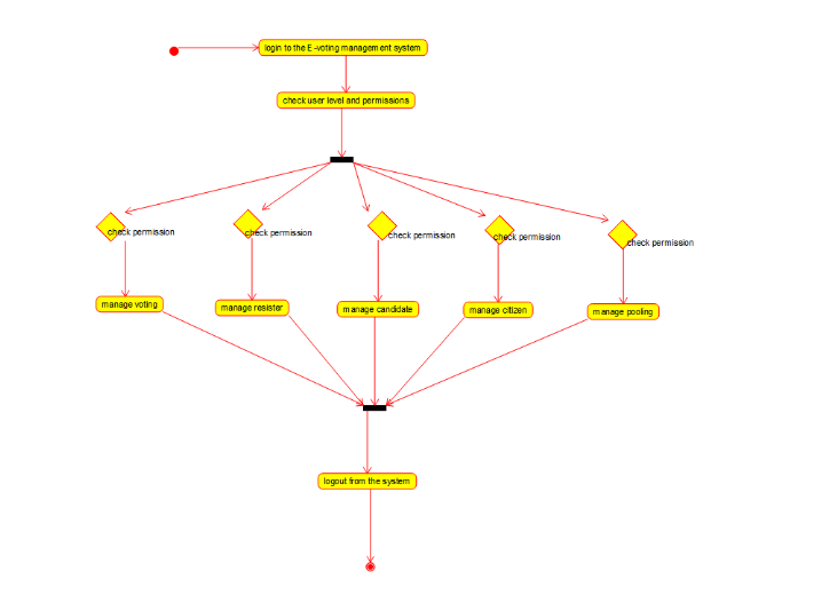 login to the E-voting management system
check user level and permissions
check permission
check permission
check permission
check permission
check permission
manage voting
manage resister
manage candidate
manage citizen
manage pooling
logout from the system